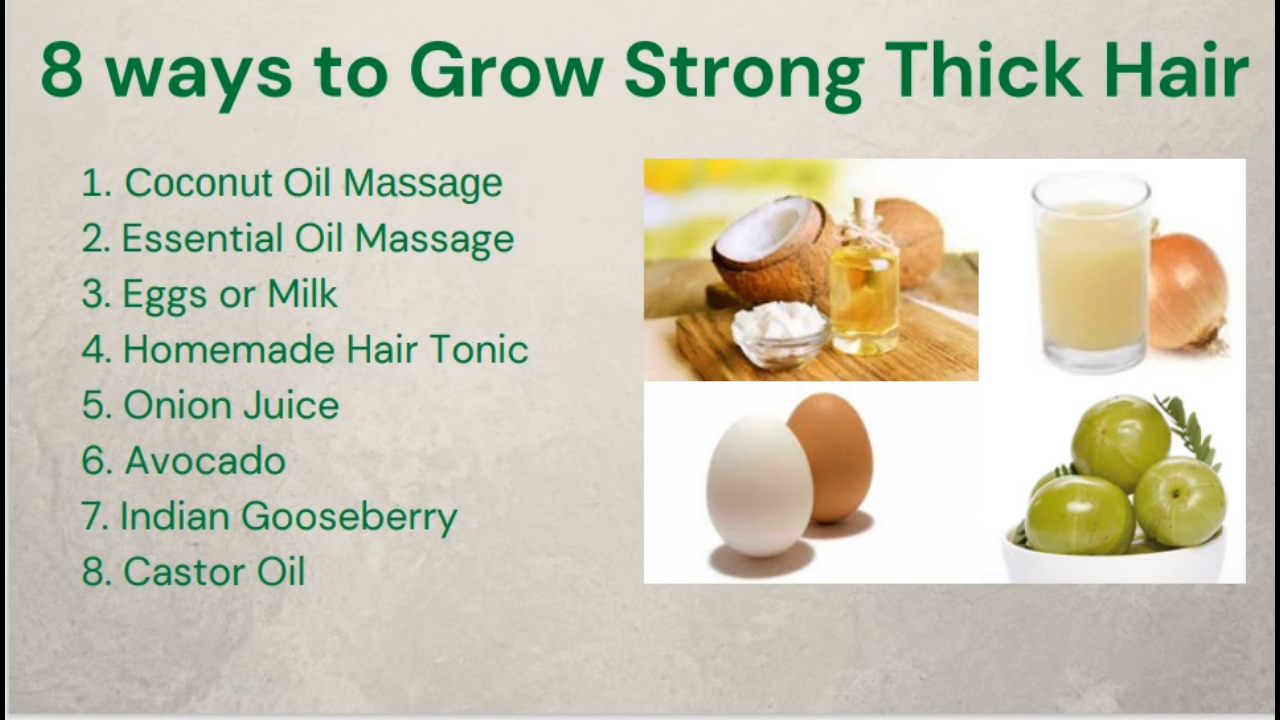 8 ways to Grow Strong Thick Hair
1. Coconut Oil Massage
2. Essential Oil Massage
3. Eggs or Milk
4. Homemade Hair Tonic
5. Onion Juice
6. Avocado
7. Indian Gooseberry
8. Castor Oil